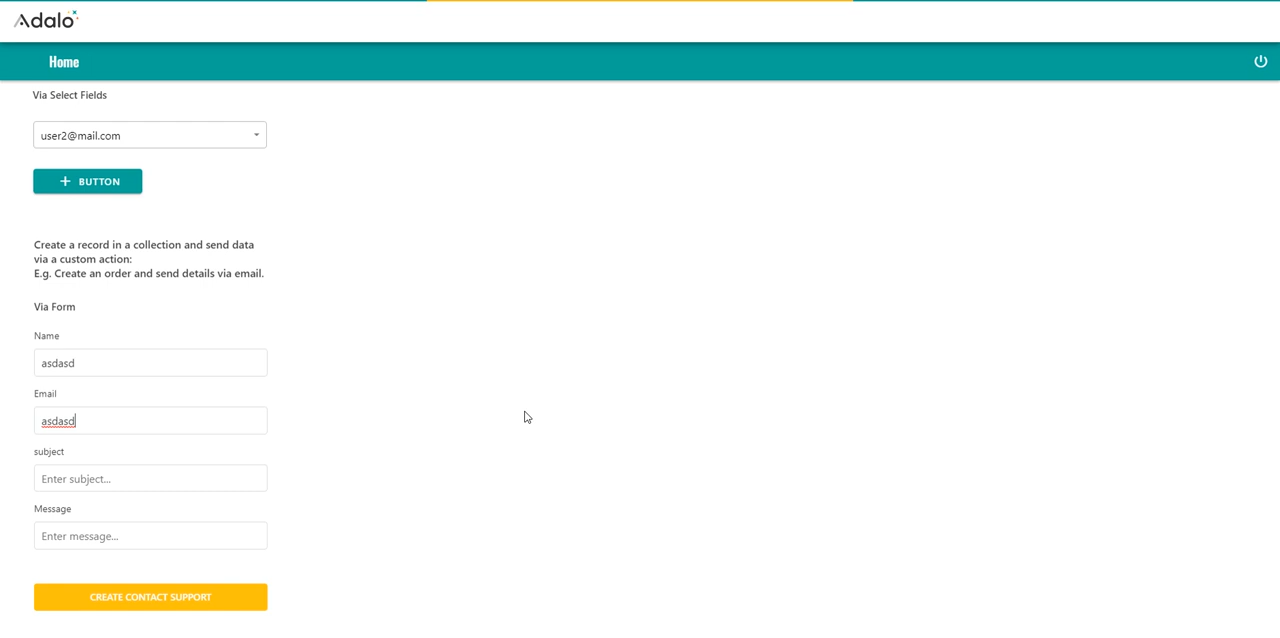 Adalo
Home
Via Select Fields
user2@mail.com
BUTTON
Create a record in a collection and send data
via a custom action:
E.g. Create an order and send details via email.
Via Form
Name
asdasd
Email
asdasd
subject
Enter subject...
Message
Enter message...
CREATE CONTACT SUPPORT